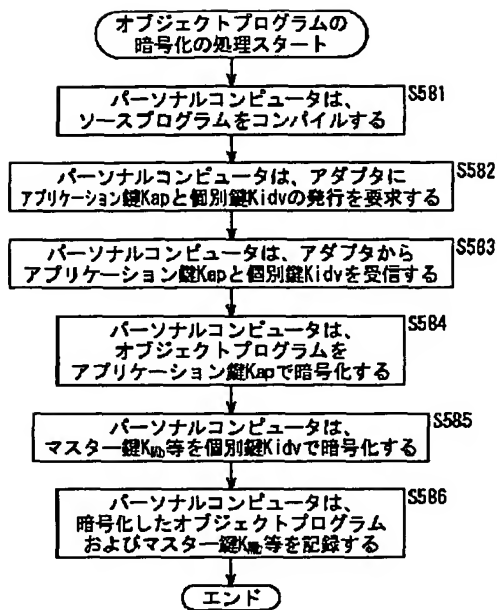 オブジェクトプログラムの
暗号化の処理スタート
S581
パーソナルコンピュータは、
ソースプログラムをコンパイルする
S582
パーソナルコンピュータは、アダプタに
アプリケーション鍵Kapと個別鍵Kidvの発行を要求する
S583
パーソナルコンピュータは、アダプタから
アプリケーション鍵Kapと個別鍵Kidvを受信する
S584
パーソナルコンピュータは、
オブジェクトプログラムを
アプリケーション鍵Kapで暗号化する
S585
パーソナルコンピュータは、
マスター鍵K等を個別鍵Kidvで暗号化する
S586
パーソナルコンピュータは、
暗号化したオブジェクトプログラム
およびマスター鍵K等を記録する
エンド